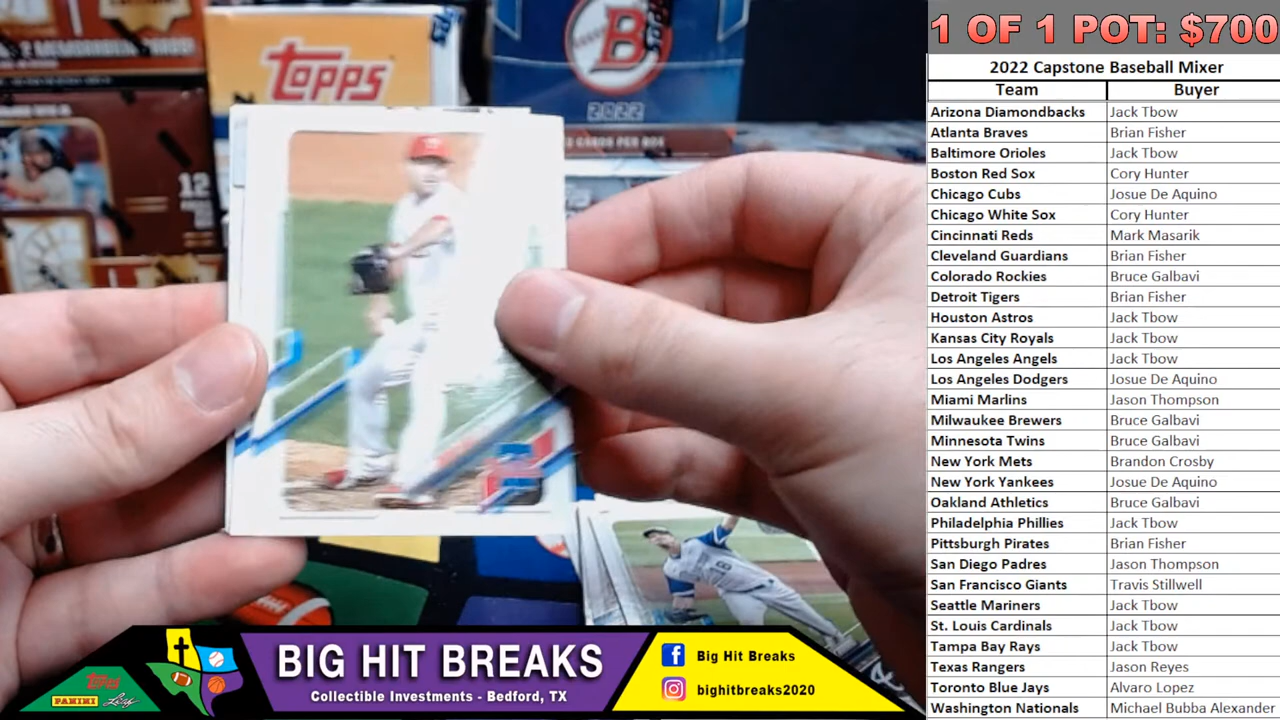 1 OF 1 POT: $700
2022 Capstone Baseball Mixer
Team Buyer
Arizona Diamondbacks Jack Tbow
Atlanta Braves Brian Fisher
Baltimore Orioles Jack Tbow
Boston Red Sox Cory Hunter
Chicago Cubs Josue De Aquino
Chicago White Sox Cory Hunter
Cincinnati Reds Mark Masarik
Cleveland Guardians Brian Fisher
Colorado Rockies Bruce Galbavi
Detroit Tigers Brian Fisher
Houston Astros Jack Tbow
Kansas City Royals Jack Tbow
Los Angeles Angels Jack Tbow
Los Angeles Dodgers Josue De Aquino
Miami Marlins Jason Thompson
Milwaukee Brewers Bruce Galbavi
Minnesota Twins Bruce Galbavi
New York Mets Brandon Crosby
New York Yankees Josue De Aquino
Oakland Athletics Bruce Galbavi
Philadelphia Phillies Jack Tbow
Pittsburgh Pirates Brian Fisher
San Diego Padres Jason Thompson
San Francisco Giants Travis Stillwell
Seattle Mariners Jack Tbow
St. Louis Cardinals Jack Tbow
Tampa Bay Rays Jack Tbow
Texas Rangers Jason Reyes
Toronto Blue Jays Alvaro Lopez
Washington Nationals Michael Bubba Alexander
topps
B
2022
CARDS PER BOX
12
18
Topps
PANINI Leaf
BIG HIT BREAKS
Collectible Investments - Bedford, TX
Big Hit Breaks
bighitbreaks2020